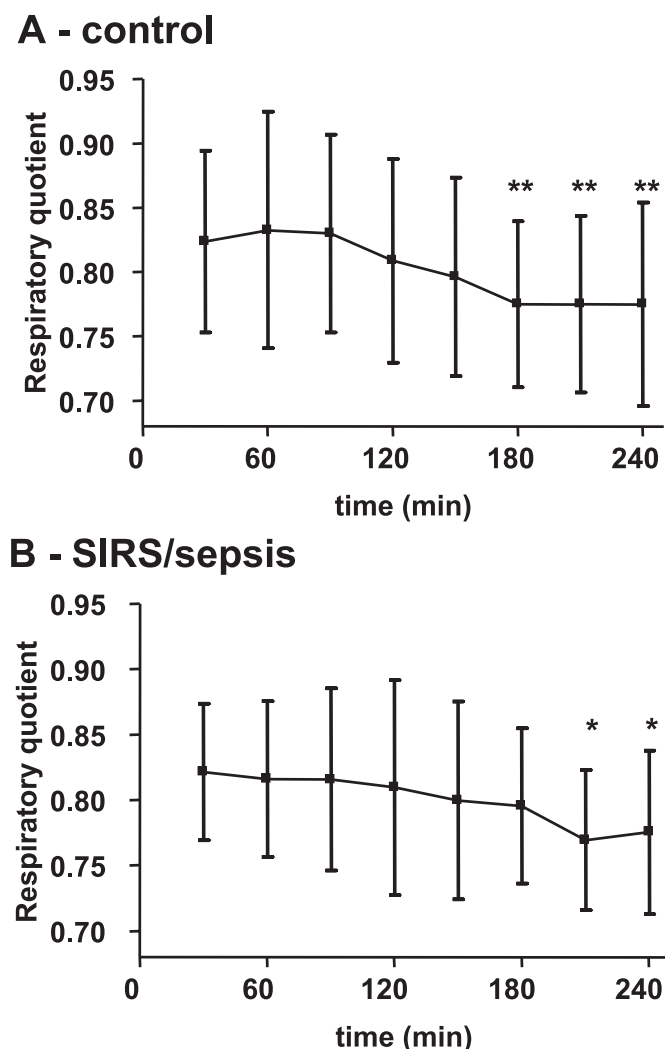 A - control
Respiratory quotient
0.95
0.90
0.85
0.80
0.75
0.70
** ** **
0 60 120 180 240
time (min)
B - SIRS/sepsis
Respiratory quotient
0.95
0.90
0.85
0.80
0.75
0.70
* *
0 60 120 180 240
time (min)